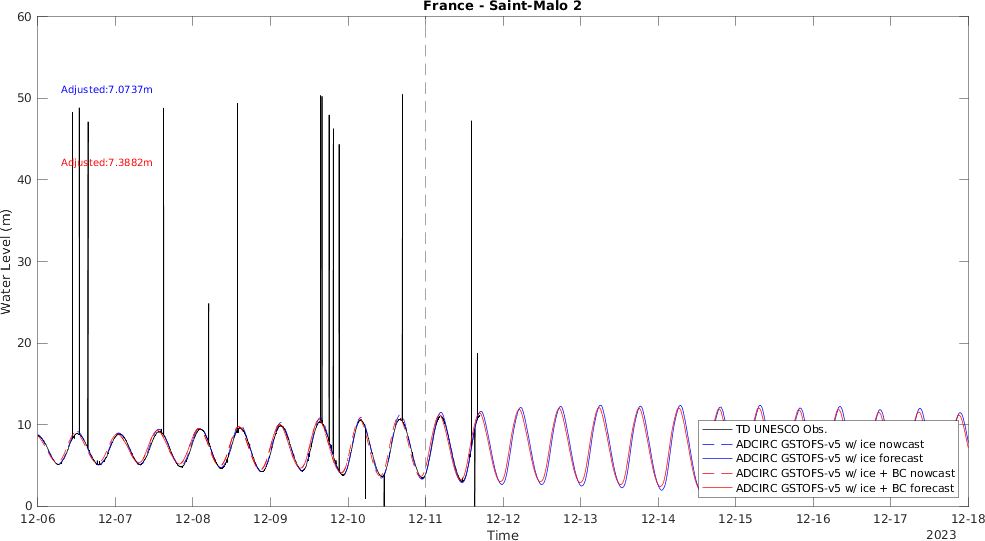 France - Saint-Malo 2
60
50
40
30
20
10
0
Water Level (m)
Adjusted:7.0737m
Adjusted:7.3882m
TD UNESCO Obs.
ADCIRC GSTOFS-v5 w/ ice nowcast
ADCIRC GSTOFS-v5 w/ ice forecast
ADCIRC GSTOFS-v5 w/ ice + BC nowcast
ADCIRC GSTOFS-v5 w/ ice + BC forecast
12-06 12-07 12-08 12-09 12-10 12-11 12-12 12-13 12-14 12-15 12-16 12-17 12-18
Time
2023